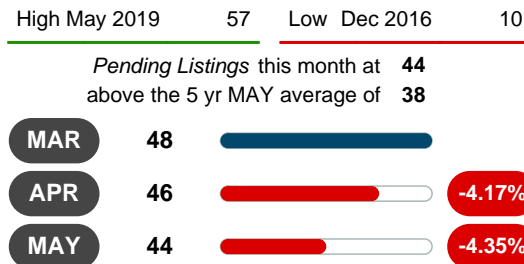 High May 2019 57 Low Dec 2016 10
Pending Listings this month at 44
above the 5 yr MAY average of 38
MAR 48
APR 46 -4.17%
MAY 44 -4.35%